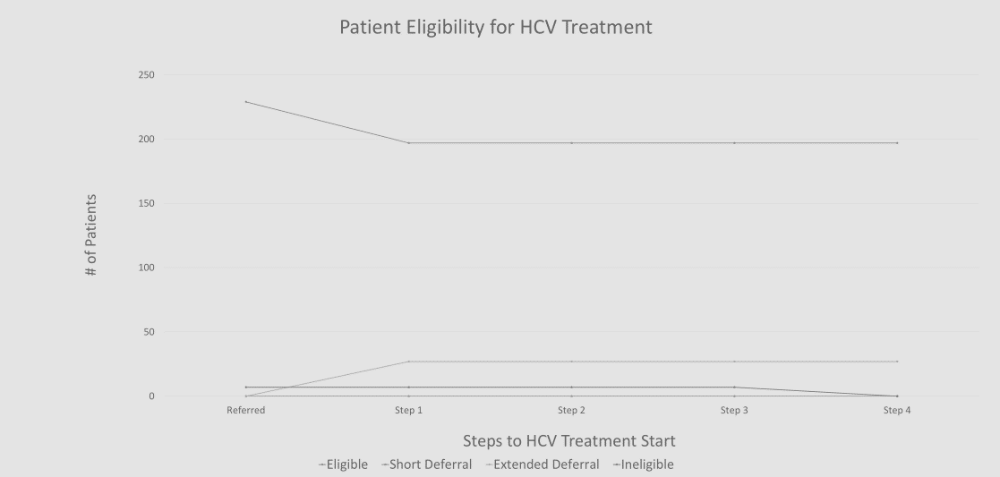 Patient Eligibility for HCV Treatment
250
200
150
100
50
0
# of Patients
Referred Step 1 Step 2 Step 3 Step 4
Steps to HCV Treatment Start
Eligible Short Deferral Extended Deferral Ineligible